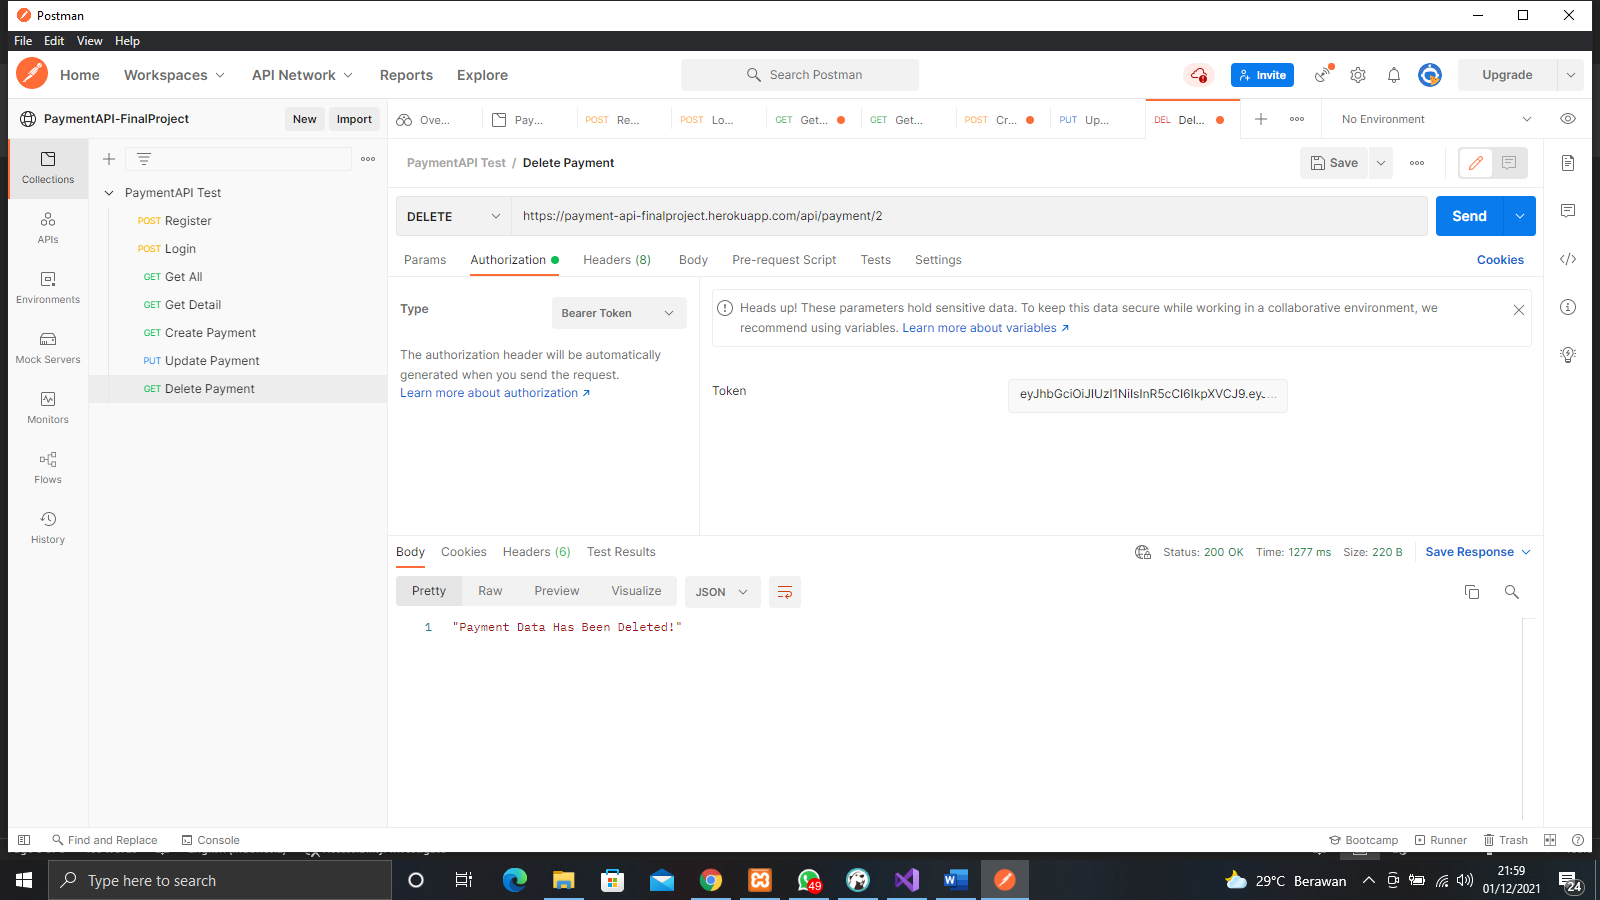 Postman
File Edit View Help
Home Workspaces API Network Reports Explore
Search Postman
Invite
Upgrade
PaymentAPI-FinalProject
New Import
Ove...
Pay...
POST Re...
POST Lo...
GET Get...
GET Get...
POST Cr...
PUT Up...
DEL Del...
No Environment
Collections
APIs
Environments
Mock Servers
Monitors
Flows
History
PaymentAPI Test
POST Register
POST Login
GET Get All
GET Get Detail
GET Create Payment
PUT Update Payment
GET Delete Payment
PaymentAPI Test / Delete Payment
Save
DELETE
https://payment-api-finalproject.herokuapp.com/api/payment/2
Send
Params Authorization Headers (8) Body Pre-request Script Tests Settings
Cookies
Type
Bearer Token
The authorization header will be automatically
generated when you send the request.
Learn more about authorization ↗
Heads up! These parameters hold sensitive data. To keep this data secure while working in a collaborative environment, we
recommend using variables. Learn more about variables ↗
Token
Body Cookies Headers (6) Test Results
Status: 200 OK Time: 1277 ms Size: 220 B
Save Response
Pretty Raw Preview Visualize
JSON
1 "Payment Data Has Been Deleted!"
Find and Replace
Console
Bootcamp
Runner
Trash
Type here to search
49
29°C Berawan
21:59
01/12/2021
24